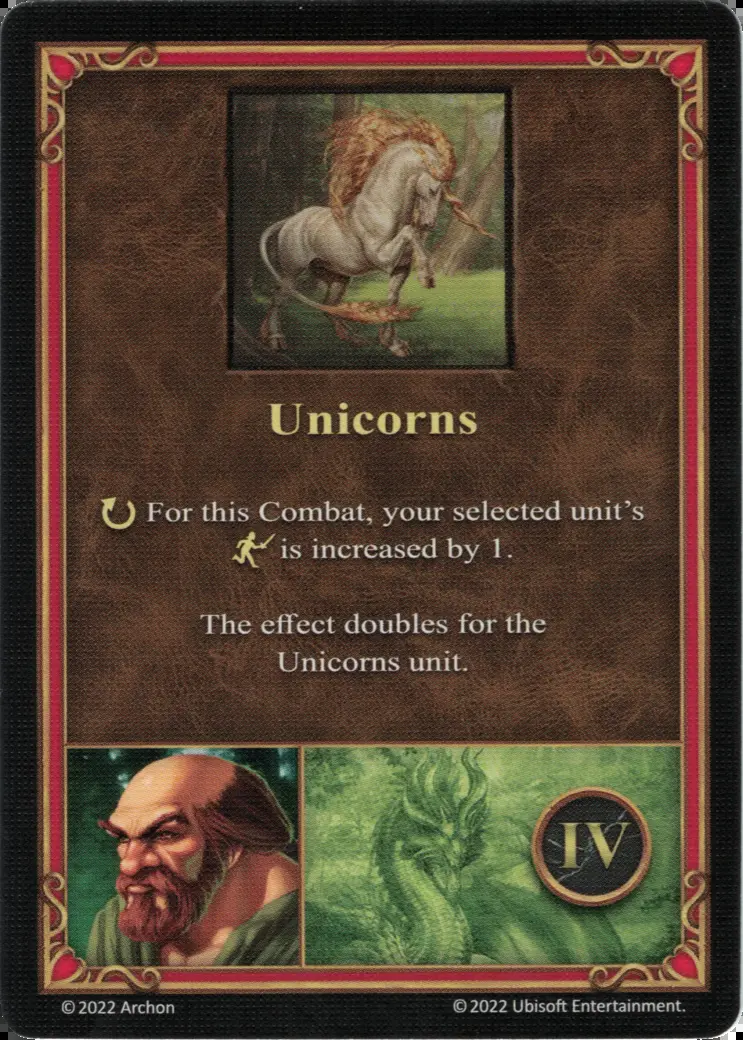 Unicorns
For this Combat, your selected unit's
is increased by 1.
The effect doubles for the
Unicorns unit.
IV
© 2022 Archon
© 2022 Ubisoft Entertainment.